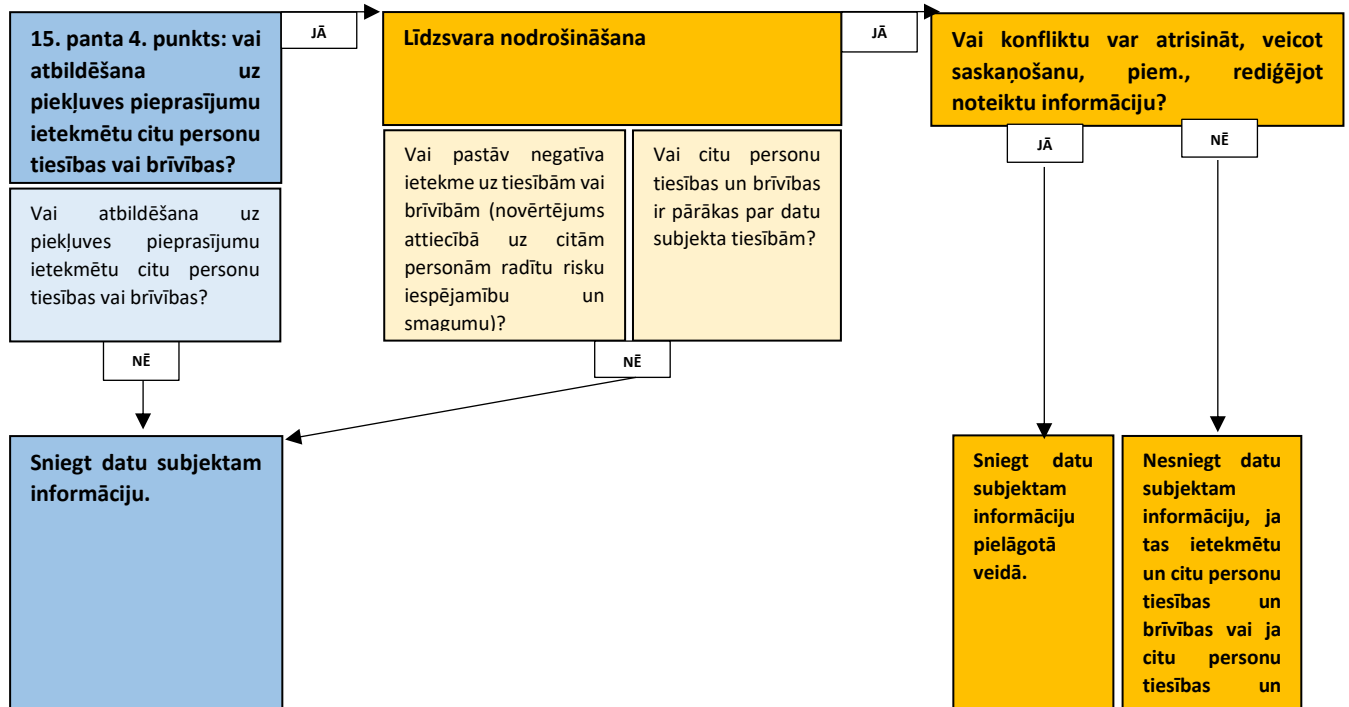 15. panta 4. punkts: vai
atbildēšana uz
piekļuves pieprasījumu
ietekmētu citu personu
tiesības vai brīvības?
JĀ
Līdzsvara nodrošināšana
JĀ
Vai konfliktu var atrisināt, veicot
saskaņošanu, piem., rediģējot
noteiktu informāciju?
Vai atbildēšana uz
piekļuves pieprasījumu
ietekmētu citu personu
tiesības vai brīvības?
Vai pastāv negatīva
ietekme uz tiesībām vai
brīvībām (novērtējums
attiecībā uz citām
personām radītu risku
iespējamību un
smagumu)?
Vai citu personu
tiesības un brīvības
ir pārākas par datu
subjekta tiesībām?
JĀ
NĒ
NĒ
NĒ
Sniegt datu subjektam
informāciju.
Sniegt datu
subjektam
informāciju
pielāgotā
veidā.
Nesniegt datu
subjektam
informāciju, ja
tas ietekmētu
un citu personu
tiesības un
brīvības vai ja
citu personu
tiesības un